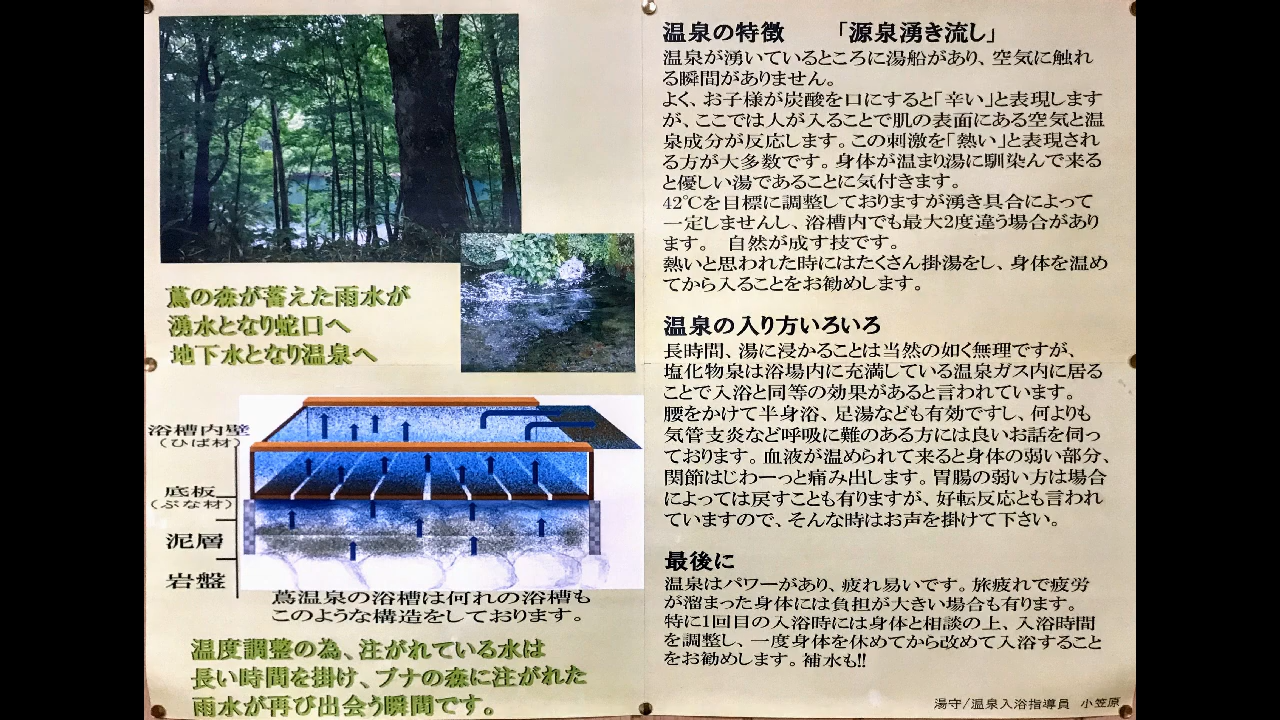 蔦の森が蓄えた雨水が
湧水となり蛇口へ
地下水となり温泉へ
浴槽内壁
(ひば材)
底板
(ぶな材)
泥層
岩盤
蔦温泉の浴槽は何れの浴槽も
このような構造をしております。
温度調整の為、注がれている水は
長い時間を掛け、ブナの森に注がれた
雨水が再び出会う瞬間です。
温泉の特徴 「源泉湧き流し」
温泉が湧いているところに湯船があり、空気に触れ
る瞬間がありません。
よく、お子様が炭酸を口にすると「辛い」と表現します
が、ここでは人が入ることで肌の表面にある空気と温
泉成分が反応します。この刺激を「熱い」と表現され
る方が大多数です。身体が温まり湯に馴染んで来る
と優しい湯であることに気付きます。
42℃を目標に調整しておりますが湧き具合によって
一定しませんし、浴槽内でも最大2度違う場合があり
ます。 自然が成す技です。
熱いと思われた時にはたくさん掛湯をし、身体を温め
てから入ることをお勧めします。
温泉の入り方いろいろ
長時間、湯に浸かることは当然の如く無理ですが、
塩化物泉は浴場内に充満している温泉ガス内に居る
ことで入浴と同等の効果があると言われています。
腰をかけて半身浴、足湯なども有効ですし、何よりも
気管支炎など呼吸に難のある方には良いお話を伺っ
ております。血液が温められて来ると身体の弱い部分、
関節はじわーっと痛み出します。胃腸の弱い方は場合
によっては戻すことも有りますが、好転反応とも言われ
ていますので、そんな時はお声を掛けて下さい。
最後に
温泉はパワーがあり、疲れ易いです。旅疲れで疲労
が溜まった身体には負担が大きい場合も有ります。
特に1回目の入浴時には身体と相談の上、入浴時間
を調整し、一度身体を休めてから改めて入浴すること
をお勧めします。補水も!!
湯守/温泉入浴指導員 小笠原